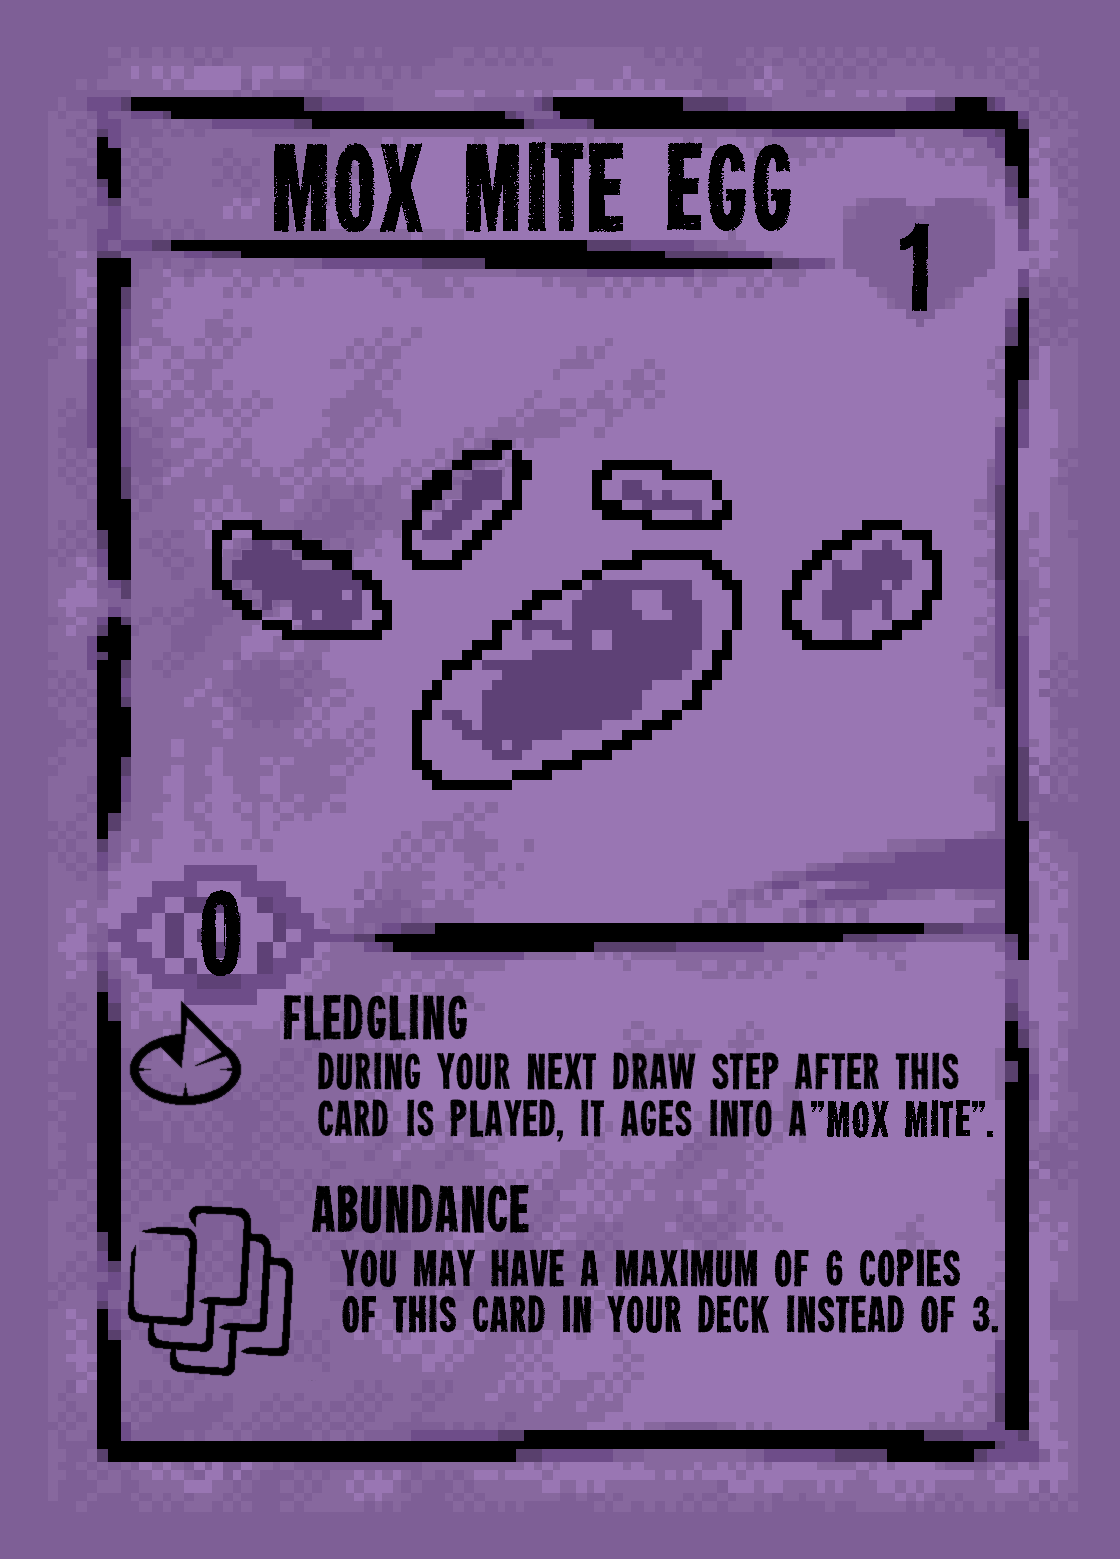 MOX MITE EGG
1
0
FLEDGLING
DURING YOUR NEXT DRAW STEP AFTER THIS
CARD IS PLAYED, IT AGES INTO A"MOX MITE".
ABUNDANCE
YOU MAY HAVE A MAXIMUM OF 6 COPIES
OF THIS CARD IN YOUR DECK INSTEAD OF 3.